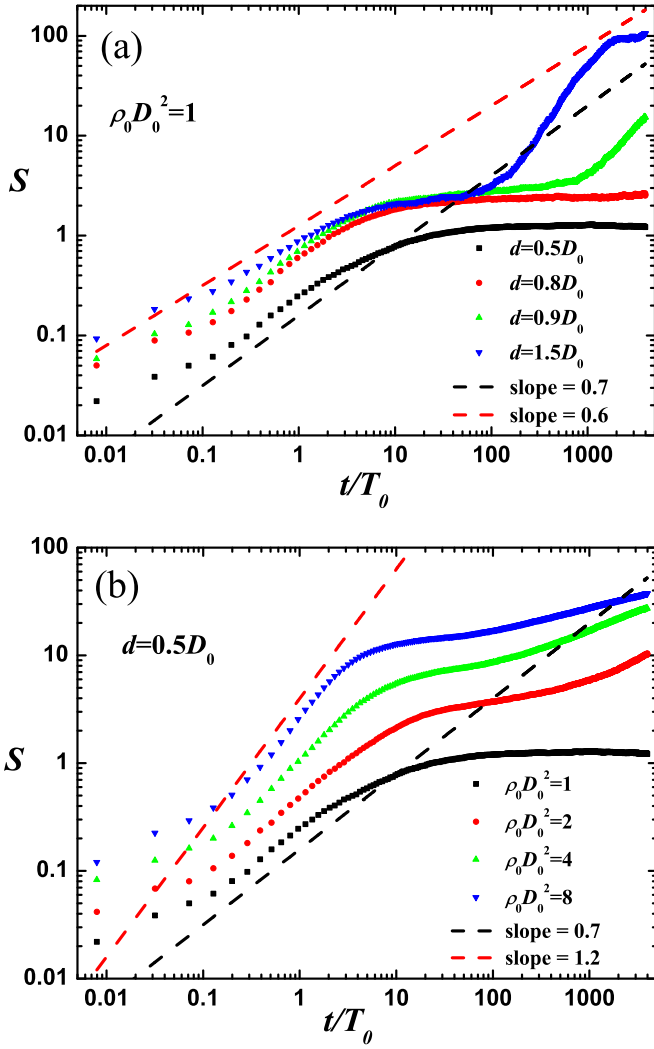 (a)
ρ₀D₀²=1
S
100
10
1
0.1
0.01
d=0.5D₀
d=0.8D₀
d=0.9D₀
d=1.5D₀
slope = 0.7
slope = 0.6
0.01 0.1 1 10 100 1000
t/T₀
(b)
d=0.5D₀
S
100
10
1
0.1
0.01
ρ₀D₀²=1
ρ₀D₀²=2
ρ₀D₀²=4
ρ₀D₀²=8
slope = 0.7
slope = 1.2
0.01 0.1 1 10 100 1000
t/T₀